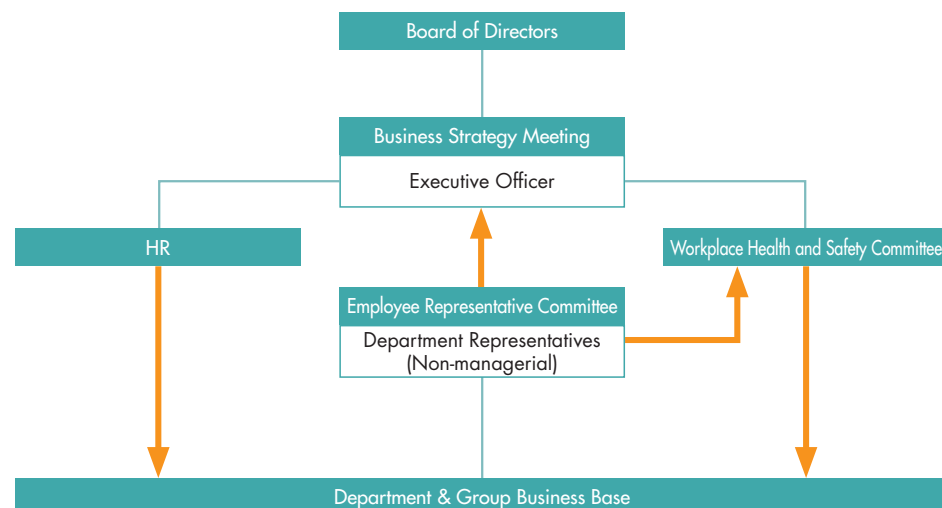 Board of Directors
Business Strategy Meeting
Executive Officer
HR
Workplace Health and Safety Committee
Employee Representative Committee
Department Representatives
(Non-managerial)
Department & Group Business Base